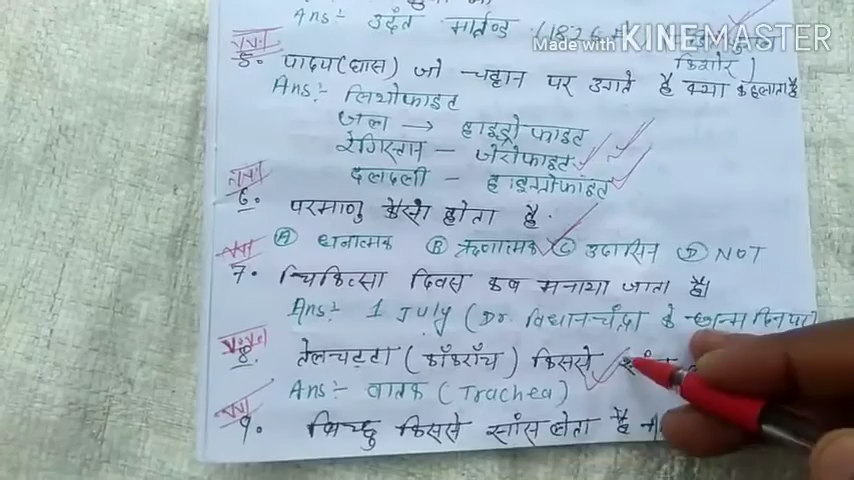 Ans:- उदंत मार्तण्ड (1826
Made with KINEMASTER
किशोर)
5. पादप (घास) जो चट्टान पर उगते है क्या कहलाता है
Ans:- लिथोफाइट
जल → हाइड्रोफाइट
रेगिस्तान - जेरोफाइट
दलदली - हाइग्रोफाइट
6. परमाणु कैसा होता है.
Ⓐ धनात्मक Ⓑ ऋणात्मक Ⓒ उदासिन Ⓓ NOT
7. चिकित्सा दिवस कब मनाया जाता है।
Ans:- 1 July (Dr. विधानचंद्रा के जन्म दिन पर)
8. तेलचट्टा (कॉकरॉच) किससे
Ans:- वातक (Trachea)
9. बिच्छु किससे सांस लेता है